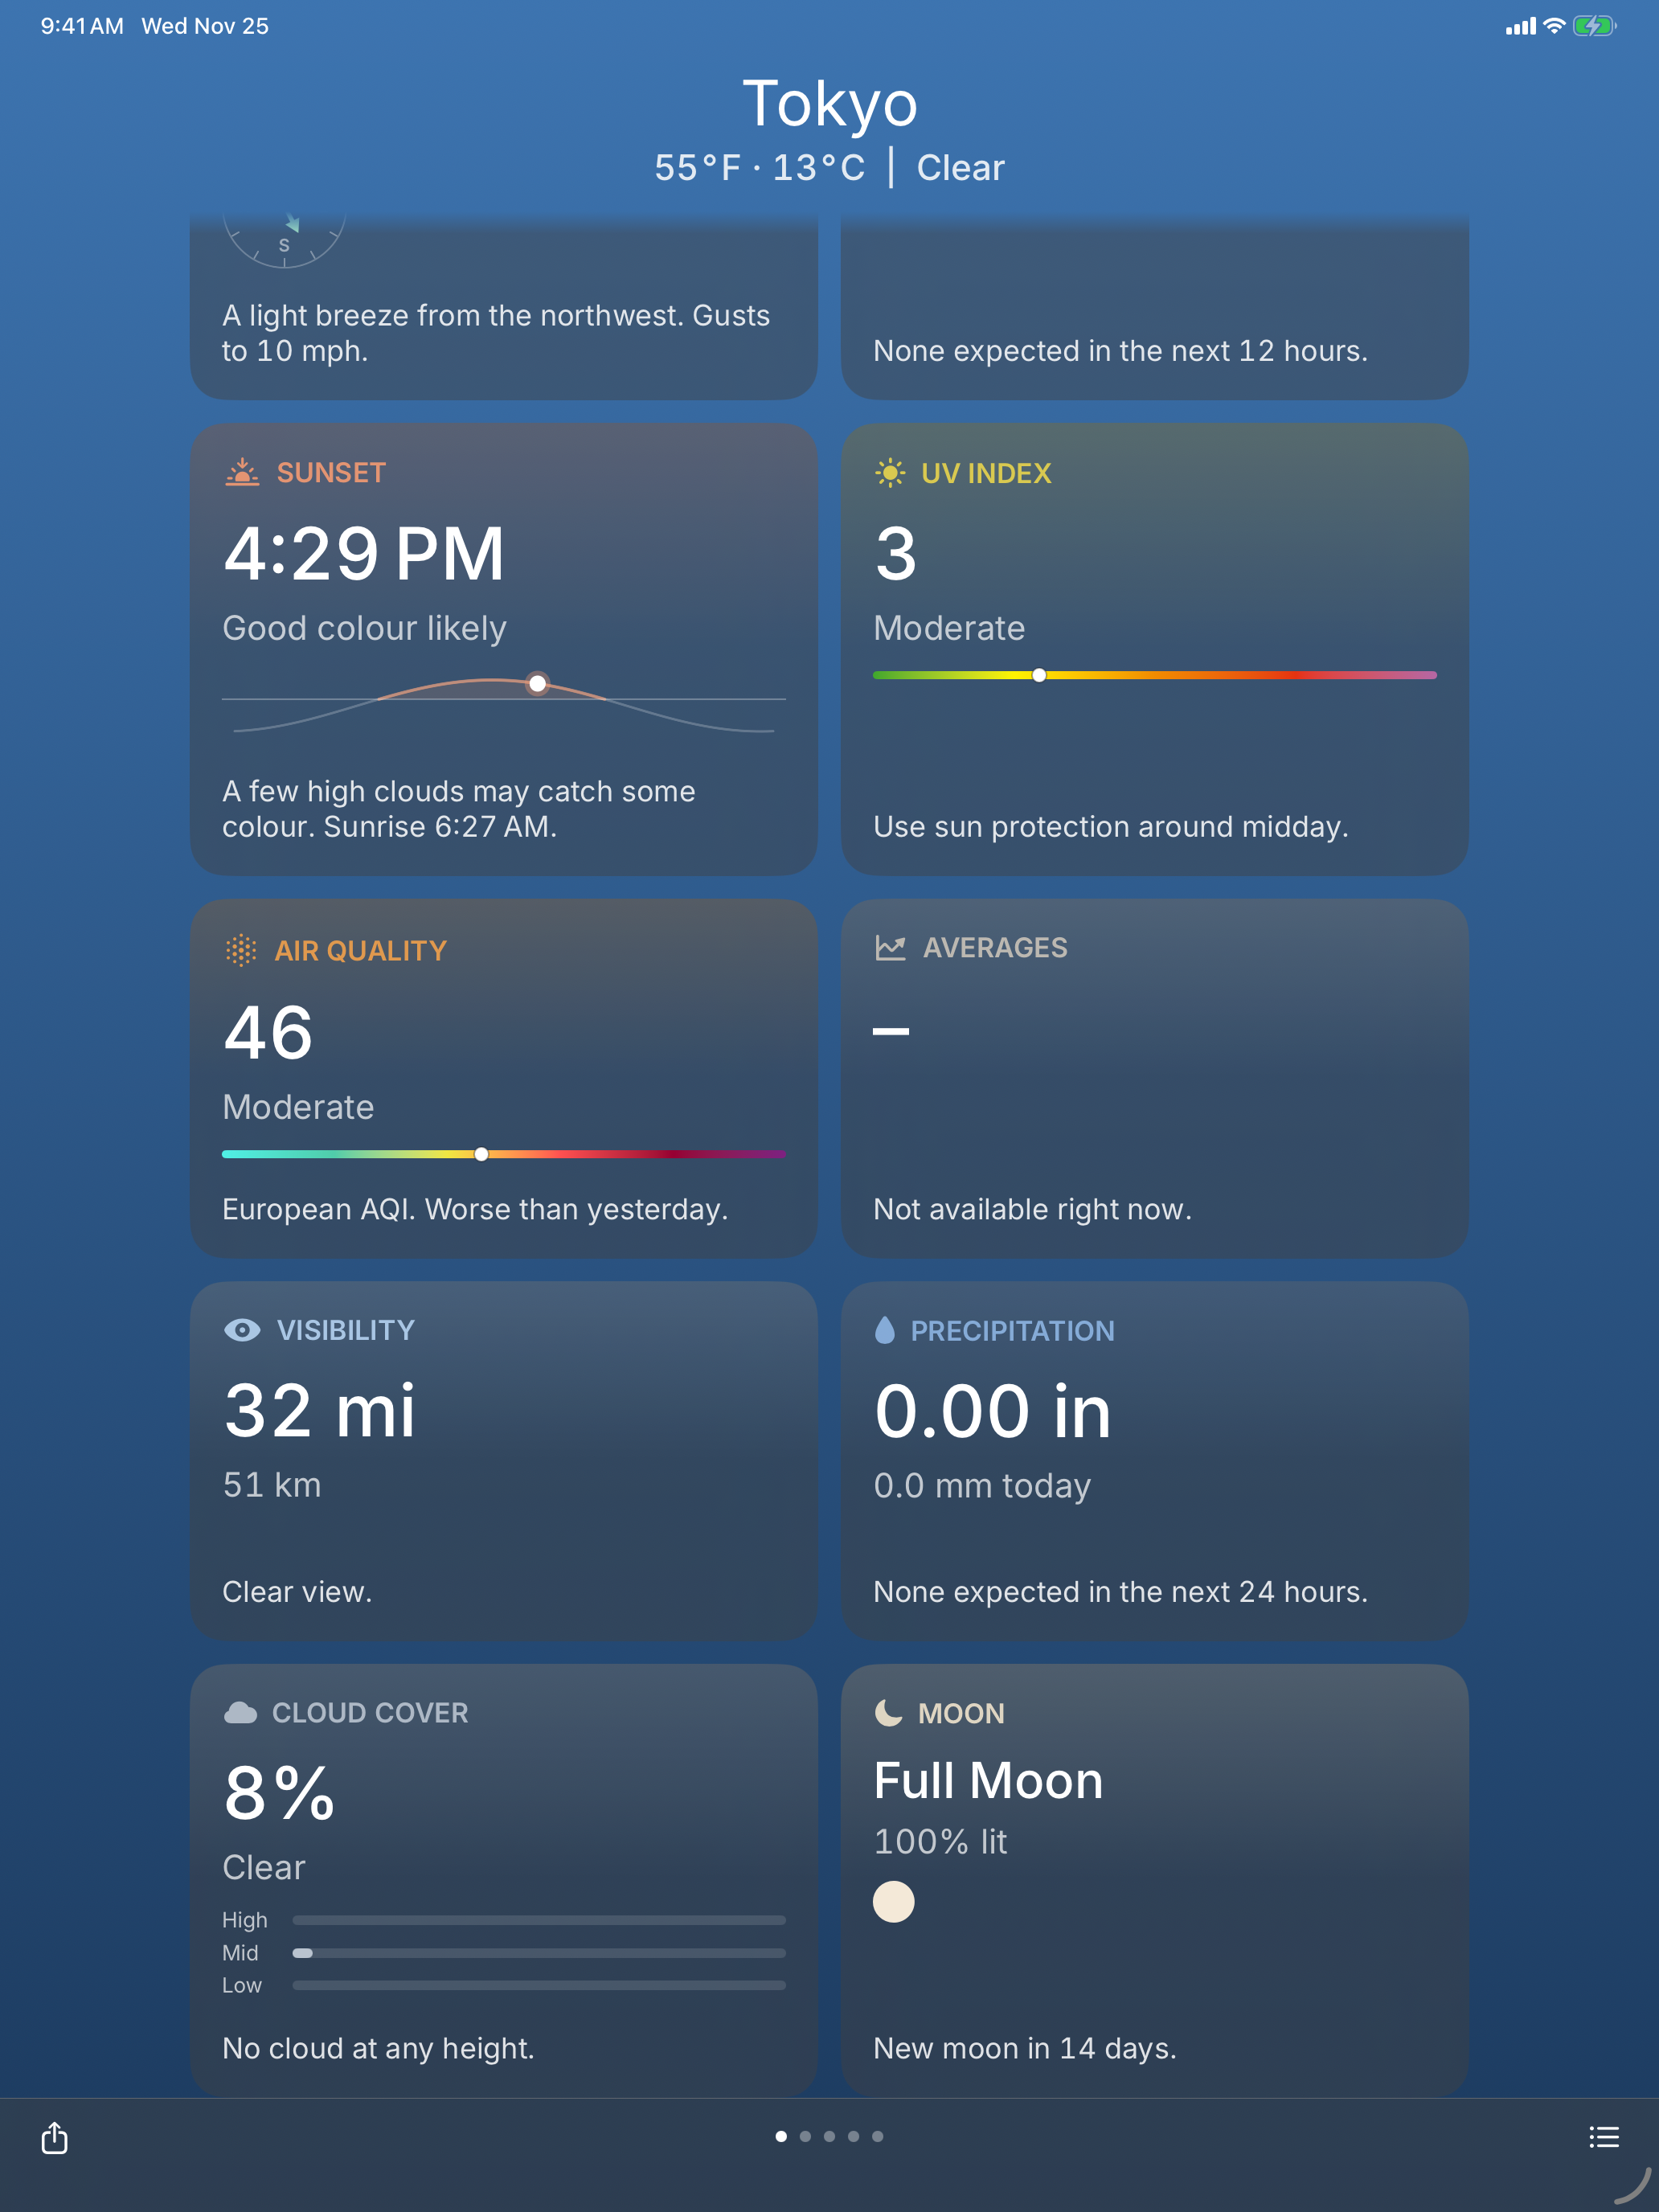 9:41 AM Wed Nov 25
Tokyo
55°F · 13°C | Clear
S
A light breeze from the northwest. Gusts
to 10 mph.
None expected in the next 12 hours.
SUNSET
4:29 PM
Good colour likely
A few high clouds may catch some
colour. Sunrise 6:27 AM.
UV INDEX
3
Moderate
Use sun protection around midday.
AIR QUALITY
46
Moderate
European AQI. Worse than yesterday.
AVERAGES
–
Not available right now.
VISIBILITY
32 mi
51 km
Clear view.
PRECIPITATION
0.00 in
0.0 mm today
None expected in the next 24 hours.
CLOUD COVER
8%
Clear
High
Mid
Low
No cloud at any height.
MOON
Full Moon
100% lit
New moon in 14 days.